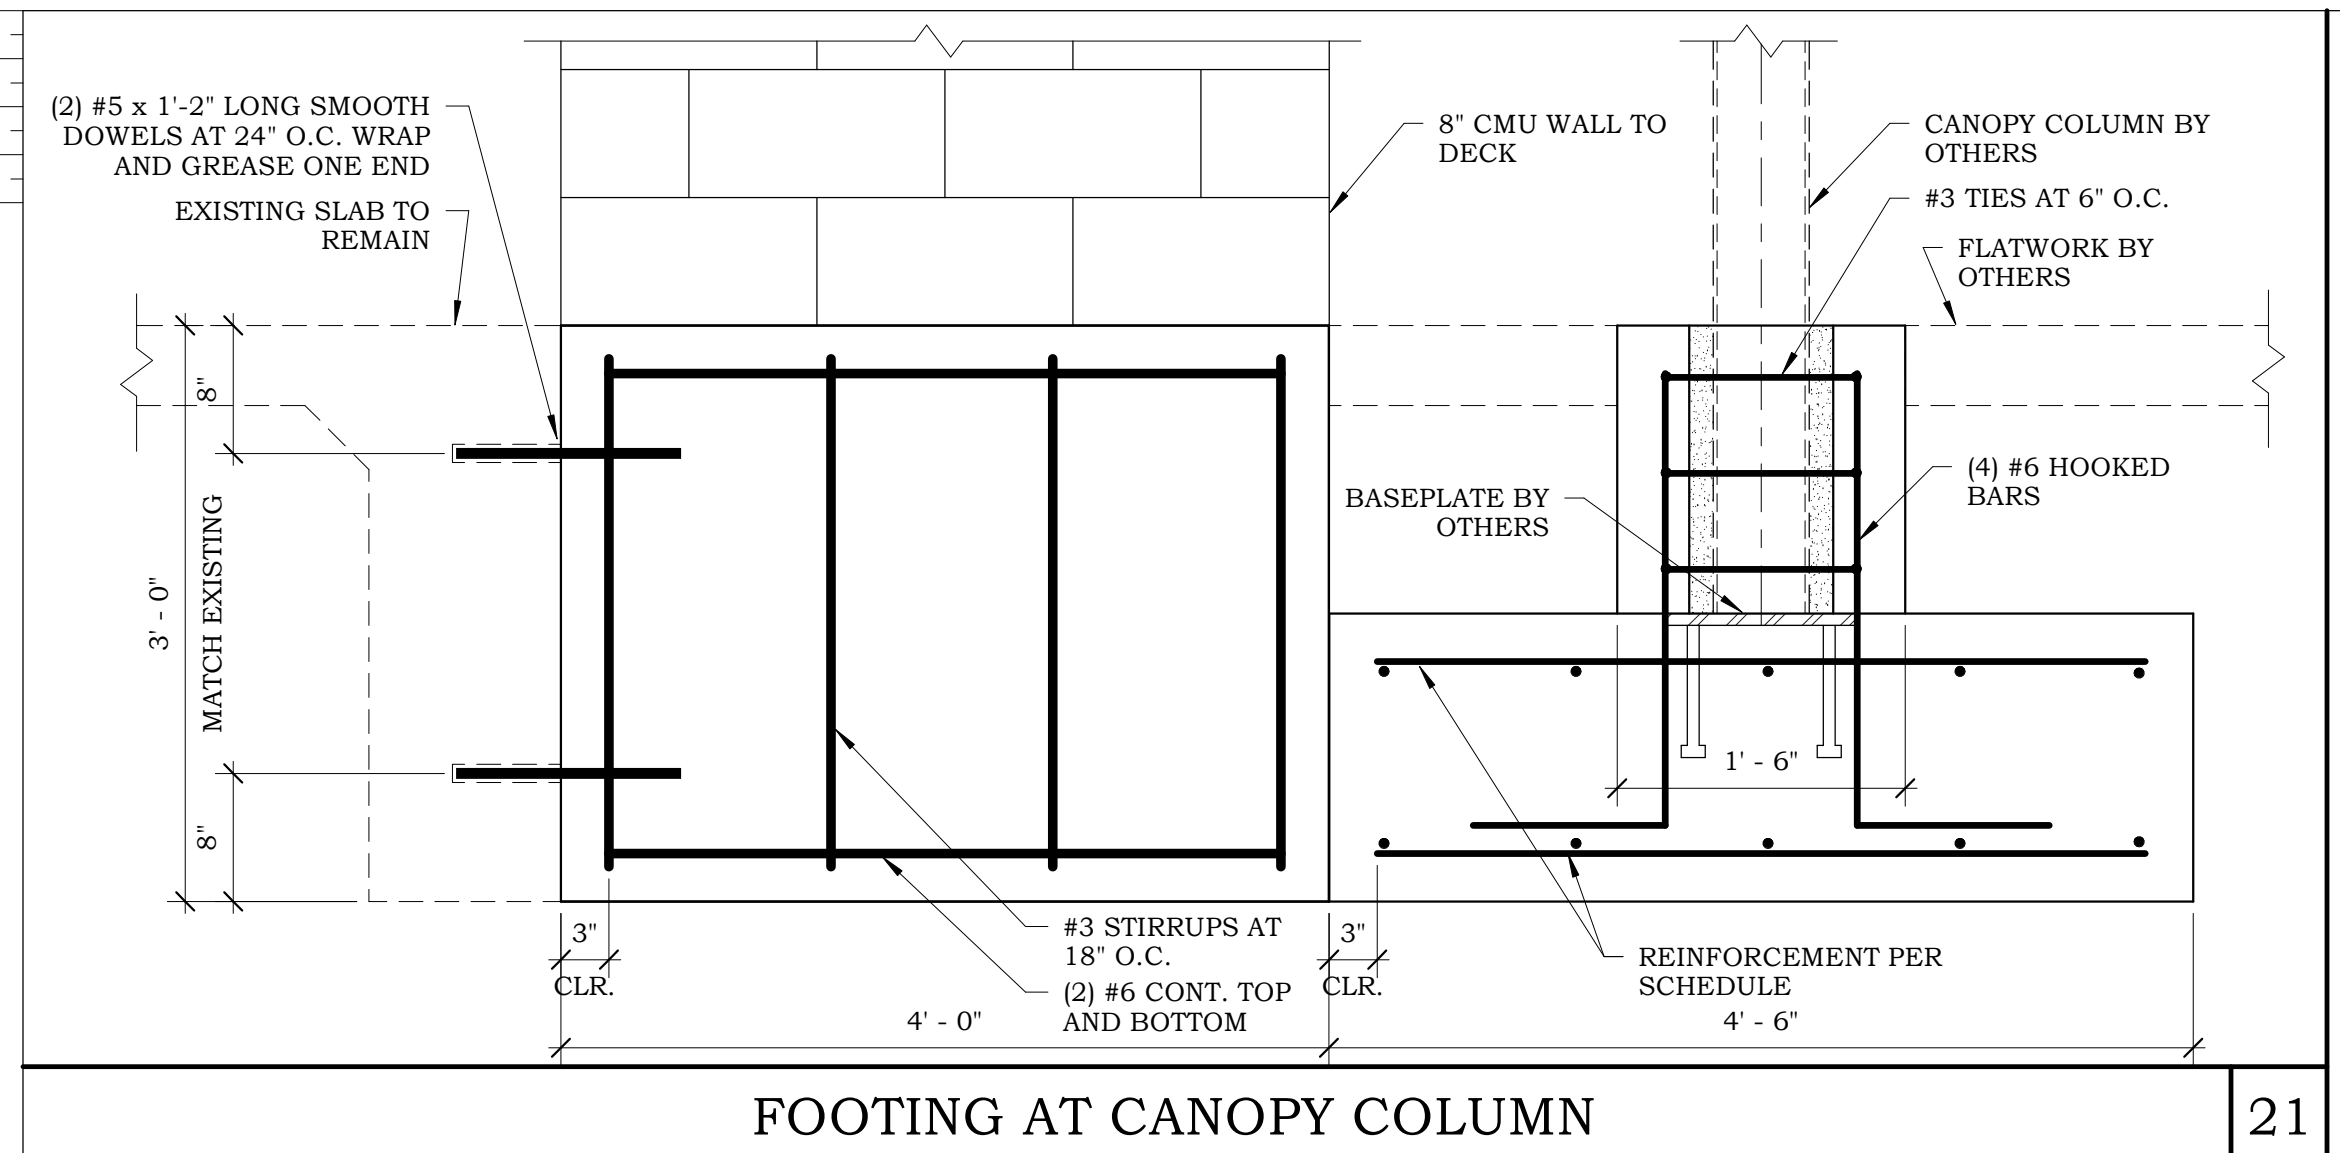 (2) #5 x 1'-2" LONG SMOOTH
DOWELS AT 24" O.C. WRAP
AND GREASE ONE END
EXISTING SLAB TO
REMAIN
8" CMU WALL TO
DECK
CANOPY COLUMN BY
OTHERS
#3 TIES AT 6" O.C.
FLATWORK BY
OTHERS
8"
MATCH EXISTING
3' - 0"
8"
BASEPLATE BY
OTHERS
(4) #6 HOOKED
BARS
1' - 6"
3"
CLR.
#3 STIRRUPS AT
18" O.C.
(2) #6 CONT. TOP
AND BOTTOM
3"
CLR.
REINFORCEMENT PER
SCHEDULE
4' - 0"
4' - 6"
FOOTING AT CANOPY COLUMN
21